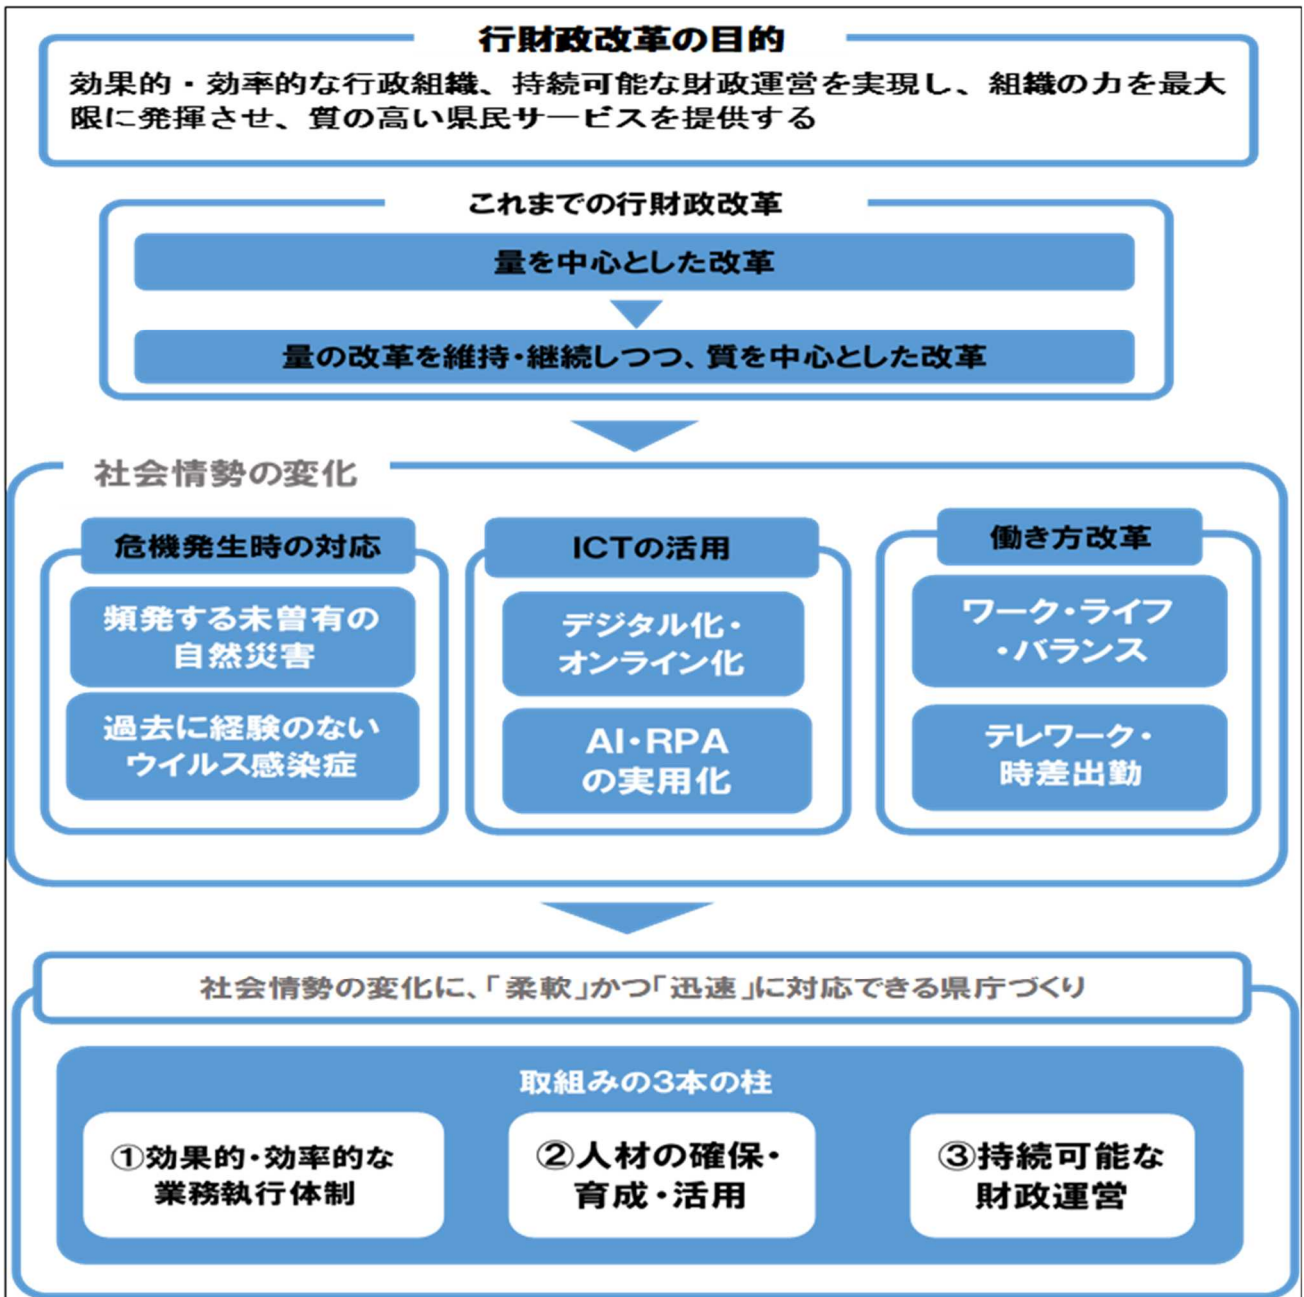 行財政改革の目的
効果的・効率的な行政組織、持続可能な財政運営を実現し、組織の力を最大
限に発揮させ、質の高い県民サービスを提供する
これまでの行財政改革
量を中心とした改革
量の改革を維持・継続しつつ、質を中心とした改革
社会情勢の変化
危機発生時の対応
頻発する未曽有の
自然災害
過去に経験のない
ウイルス感染症
ICTの活用
デジタル化・
オンライン化
AI・RPA
の実用化
働き方改革
ワーク・ライフ
・バランス
テレワーク・
時差出勤
社会情勢の変化に、「柔軟」かつ「迅速」に対応できる県庁づくり
取組みの3本の柱
①効果的・効率的な
業務執行体制
②人材の確保・
育成・活用
③持続可能な
財政運営